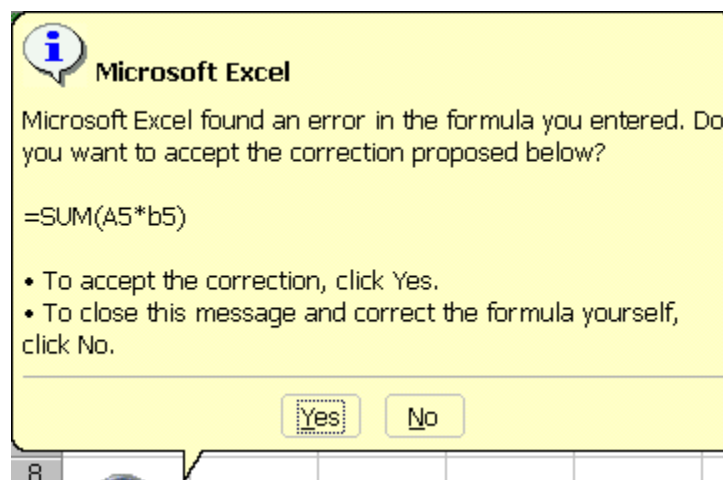 Microsoft Excel
Microsoft Excel found an error in the formula you entered. Do
you want to accept the correction proposed below?
=SUM(A5*b5)
• To accept the correction, click Yes.
• To close this message and correct the formula yourself,
click No.
Yes No
8